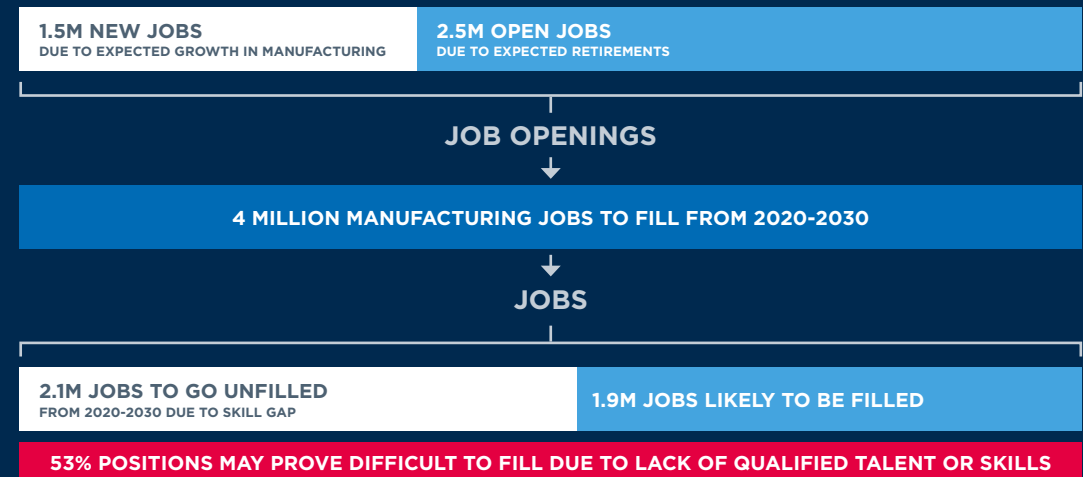 1.5M NEW JOBS
DUE TO EXPECTED GROWTH IN MANUFACTURING
2.5M OPEN JOBS
DUE TO EXPECTED RETIREMENTS
JOB OPENINGS
4 MILLION MANUFACTURING JOBS TO FILL FROM 2020-2030
JOBS
2.1M JOBS TO GO UNFILLED
FROM 2020-2030 DUE TO SKILL GAP
1.9M JOBS LIKELY TO BE FILLED
53% POSITIONS MAY PROVE DIFFICULT TO FILL DUE TO LACK OF QUALIFIED TALENT OR SKILLS